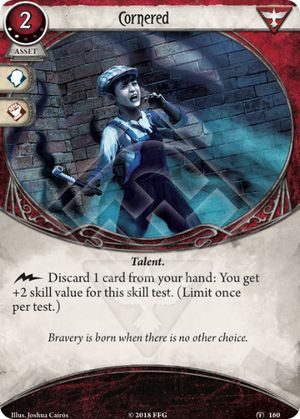 Cornered
2
ASSET
Talent.
Discard 1 card from your hand: You get
+2 skill value for this skill test. (Limit once
per test.)
Bravery is born when there is no other choice.
Illus. Joshua Cairós
© 2018 FFG
160